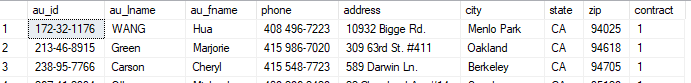 au_id au_lname au_fname phone address city state zip contract
1 172-32-1176 WANG Hua 408 496-7223 10932 Bigge Rd. Menlo Park CA 94025 1
2 213-46-8915 Green Marjorie 415 986-7020 309 63rd St. #411 Oakland CA 94618 1
3 238-95-7766 Carson Cheryl 415 548-7723 589 Darwin Ln. Berkeley CA 94705 1